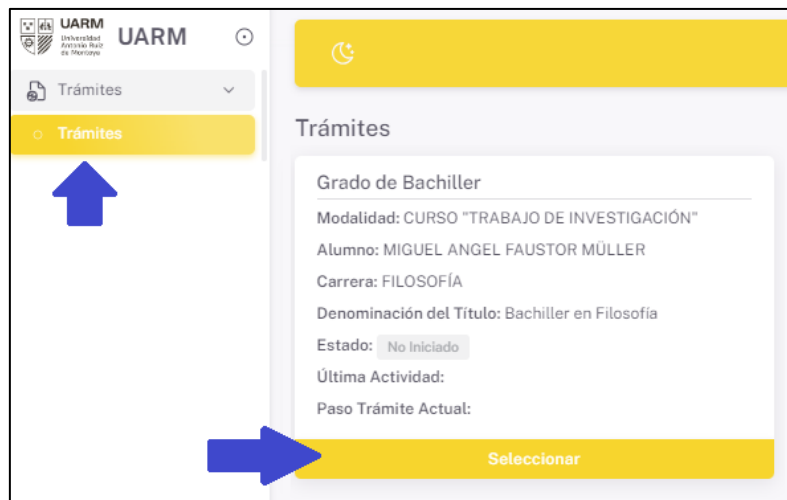 UARM
Universidad
Antonio Ruiz
de Montoya
UARM
Trámites
Trámites
Trámites
Grado de Bachiller
Modalidad: CURSO "TRABAJO DE INVESTIGACIÓN"
Alumno: MIGUEL ANGEL FAUSTOR MÜLLER
Carrera: FILOSOFÍA
Denominación del Título: Bachiller en Filosofía
Estado: No Iniciado
Última Actividad:
Paso Trámite Actual:
Seleccionar